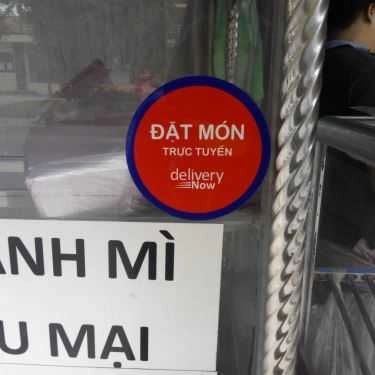 ĐẶT MÓN
TRỰC TUYẾN
delivery
Now
ANH MÌ
U MẠI